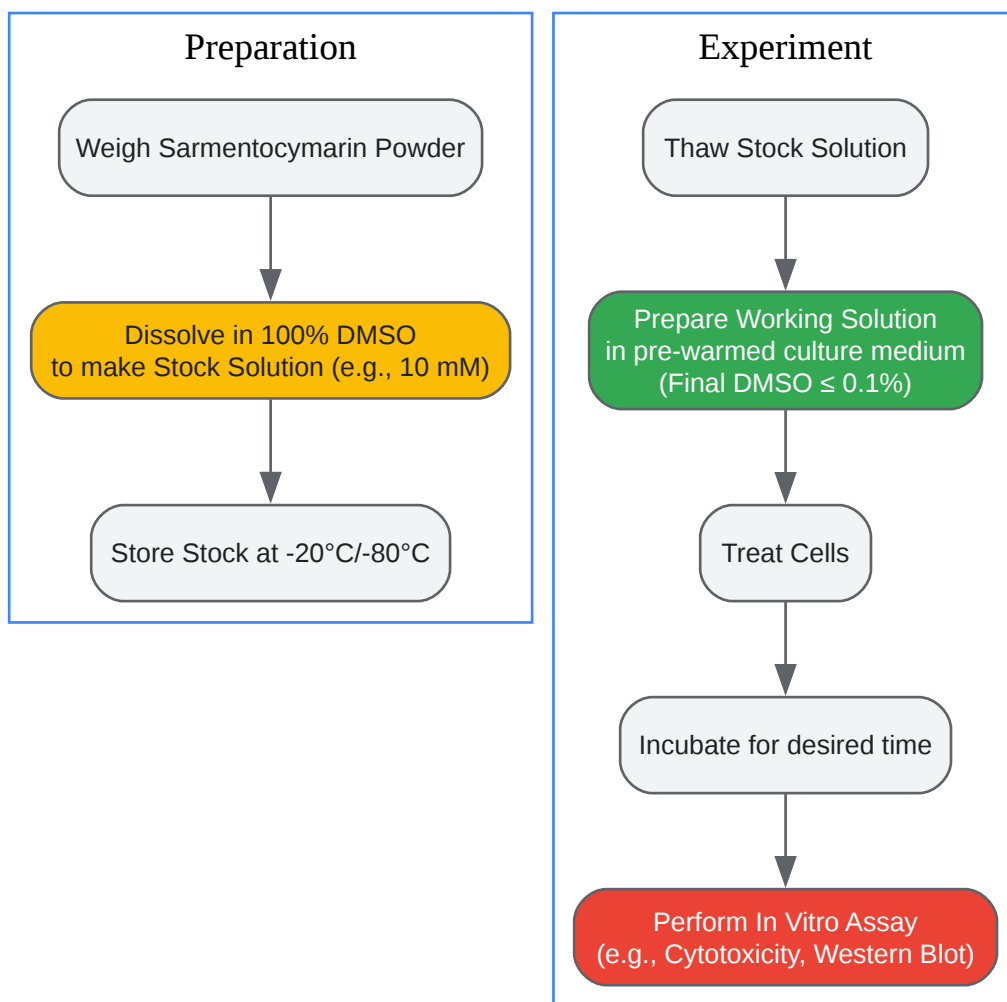 Preparation
Weigh Sarmentocymarin Powder
Dissolve in 100% DMSO
to make Stock Solution (e.g., 10 mM)
Store Stock at -20°C/-80°C
Experiment
Thaw Stock Solution
Prepare Working Solution
in pre-warmed culture medium
(Final DMSO ≤ 0.1%)
Treat Cells
Incubate for desired time
Perform In Vitro Assay
(e.g., Cytotoxicity, Western Blot)